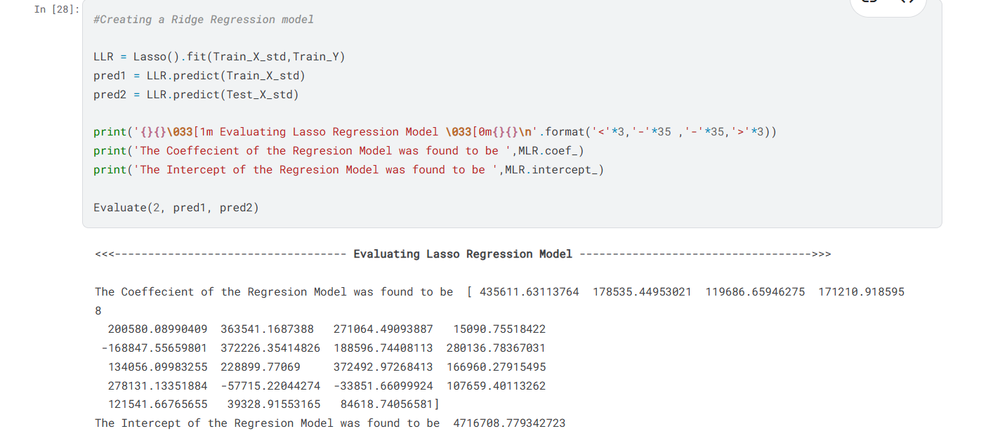 In [28]:
#Creating a Ridge Regression model
LLR = Lasso().fit(Train_X_std,Train_Y)
pred1 = LLR.predict(Train_X_std)
pred2 = LLR.predict(Test_X_std)
print('{}{}\033[1m Evaluating Lasso Regression Model \033[0m{}{}\n'.format('<'*3,'-'*35 ,'-'*35,'>'*3))
print('The Coeffecient of the Regresion Model was found to be ',MLR.coef_)
print('The Intercept of the Regresion Model was found to be ',MLR.intercept_)
Evaluate(2, pred1, pred2)
<<<----------------------------------- Evaluating Lasso Regression Model ----------------------------------->>>
The Coeffecient of the Regresion Model was found to be  [ 435611.63113764  178535.44953021  119686.65946275  171210.918595
8
  200580.08990409  363541.1687388   271064.49093887   15090.75518422
 -168847.55659801  372226.35414826  188596.74408113  280136.78367031
  134056.09983255  228899.77069     372492.97268413  166960.27915495
  278131.13351884  -57715.22044274  -33851.66099924  107659.40113262
  121541.66765655   39328.91553165   84618.74056581]
The Intercept of the Regresion Model was found to be  4716708.779342723